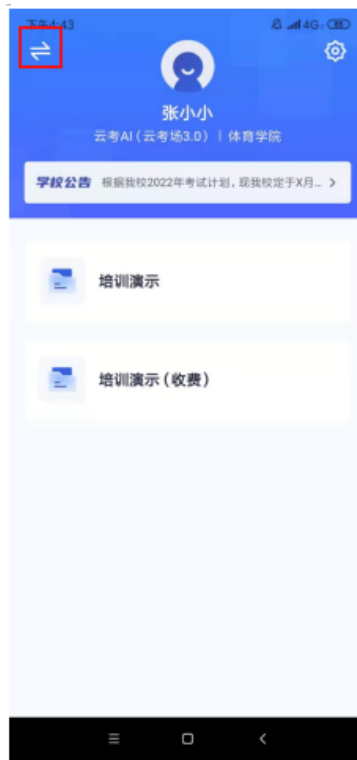 下午4:43
4G
张小小
云考AI(云考场3.0) | 体育学院
学校公告 根据我校2022年考试计划,现我校定于X月...
培训演示
培训演示(收费)